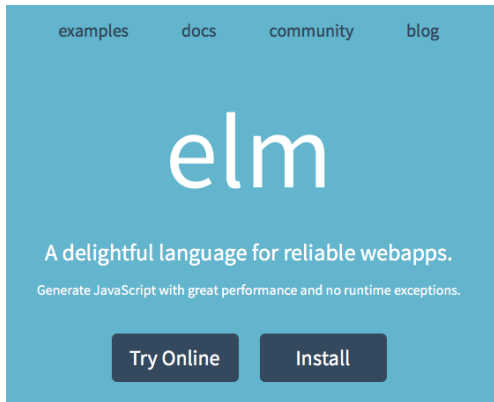 examples docs community blog
elm
A delightful language for reliable webapps.
Generate JavaScript with great performance and no runtime exceptions.
Try Online Install